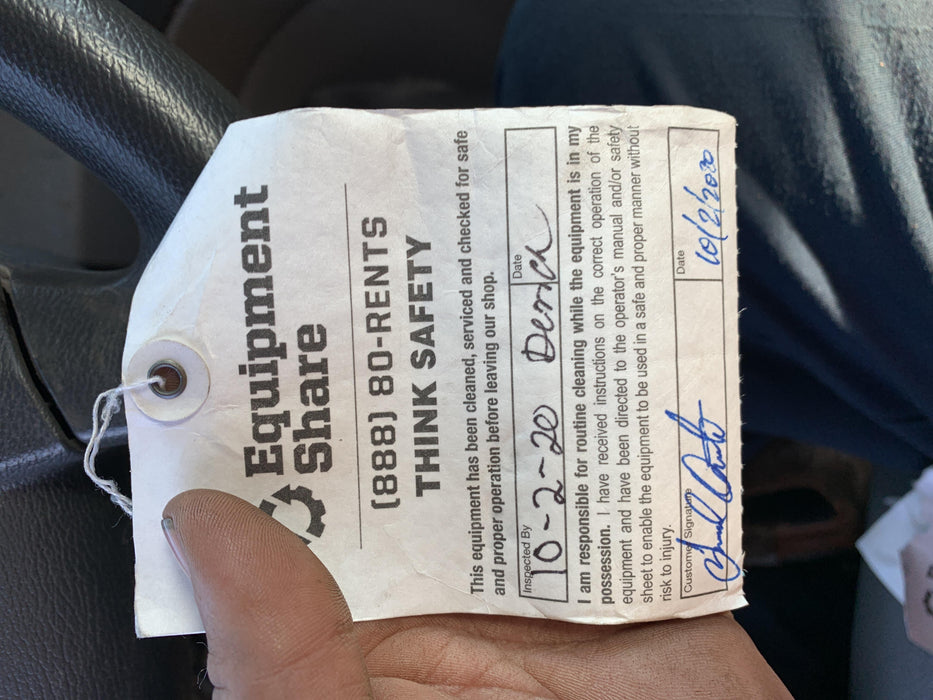 Equipment
Share
(888) 80-RENTS
THINK SAFETY
This equipment has been cleaned, serviced and checked for safe
and proper operation before leaving our shop.
Inspected By
Date
10-2-20 Derrick
I am responsible for routine cleaning while the equipment is in my
possession. I have received instructions on the correct operation of the
equipment and have been directed to the operator's manual and/or safety
sheet to enable the equipment to be used in a safe and proper manner without
risk to injury.
Customer Signature
Date
10/2/2020